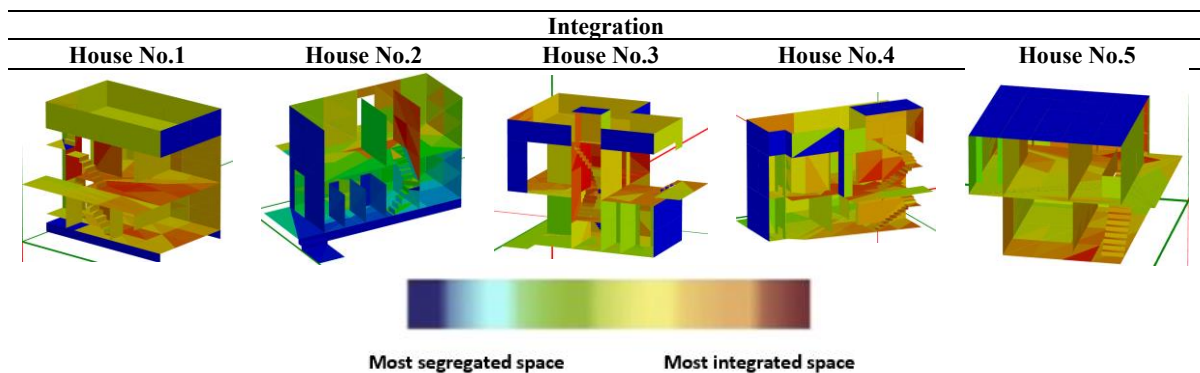 Integration
House No.1 House No.2 House No.3 House No.4 House No.5
Most segregated space Most integrated space